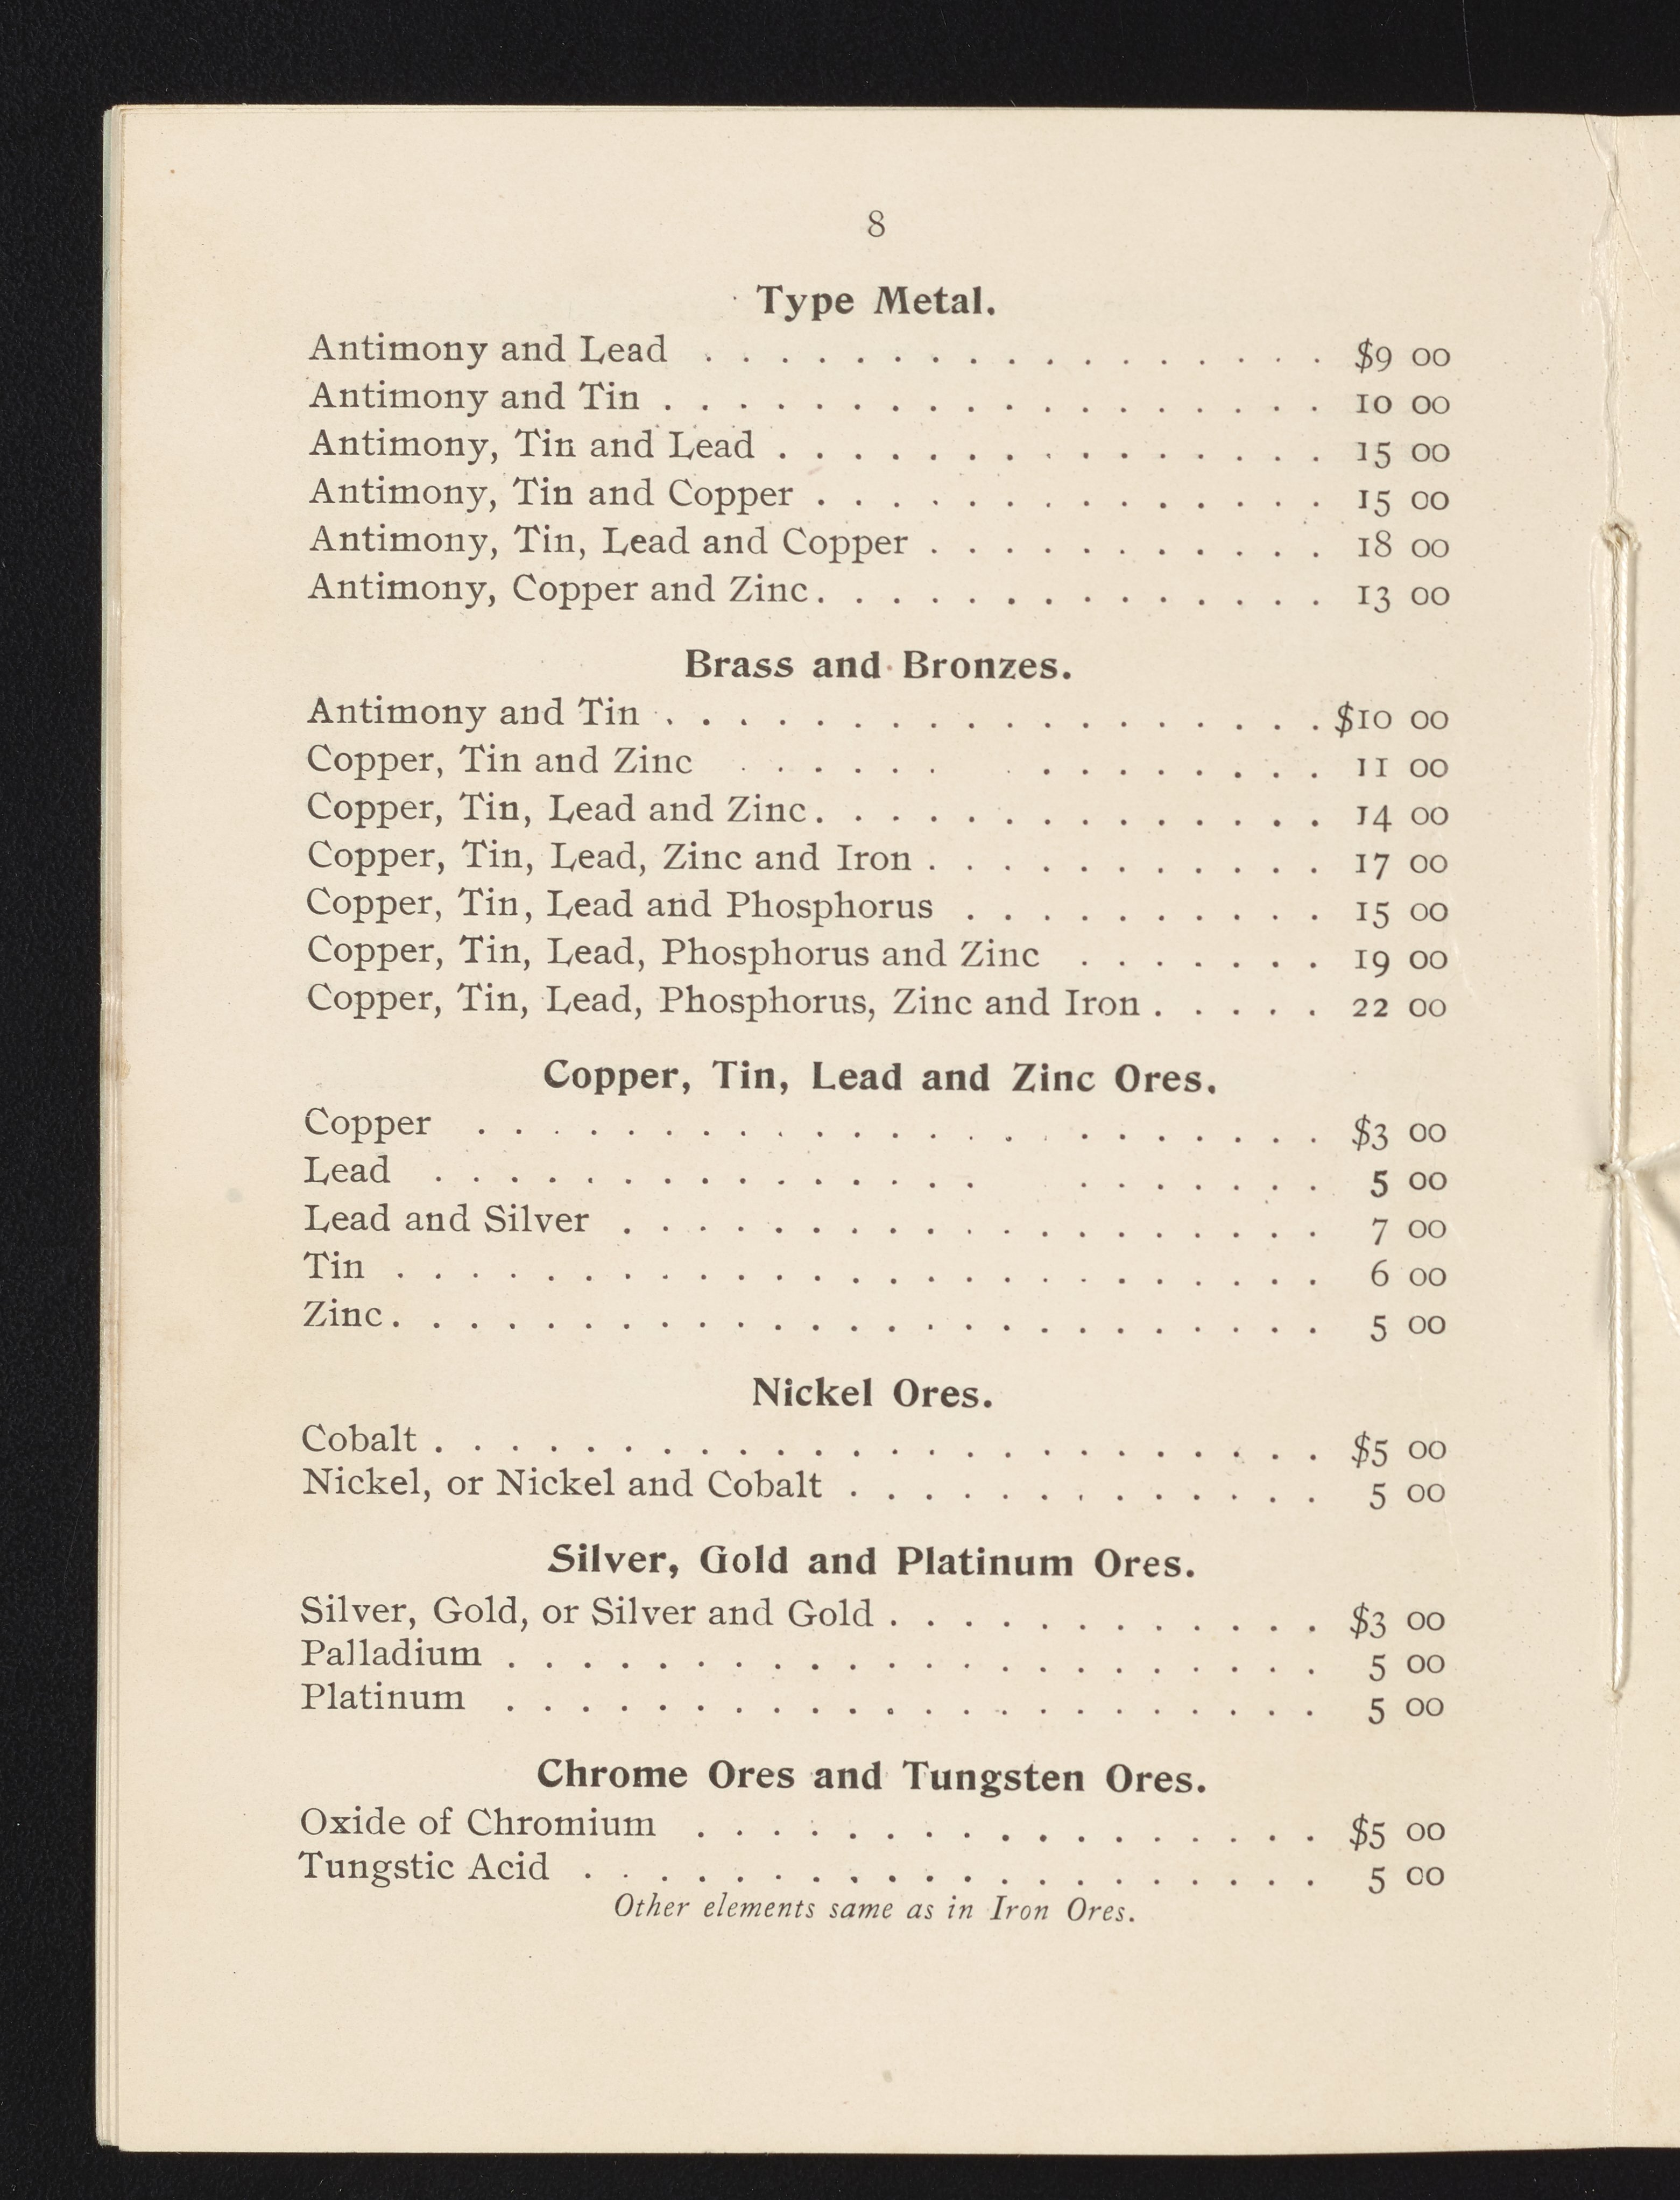 8
Type Metal.
Antimony and Lead . . . . . . . . . . . . . . . . . $9 00
Antimony and Tin . . . . . . . . . . . . . . . . . . 10 00
Antimony, Tin and Lead . . . . . . . . . . . . . . . 15 00
Antimony, Tin and Copper . . . . . . . . . . . . . . 15 00
Antimony, Tin, Lead and Copper . . . . . . . . . . . 18 00
Antimony, Copper and Zinc . . . . . . . . . . . . . . 13 00
Brass and Bronzes.
Antimony and Tin . . . . . . . . . . . . . . . . . . $10 00
Copper, Tin and Zinc . . . . . . . . . . . . . . 11 00
Copper, Tin, Lead and Zinc . . . . . . . . . . . . . . 14 00
Copper, Tin, Lead, Zinc and Iron . . . . . . . . . . . 17 00
Copper, Tin, Lead and Phosphorus . . . . . . . . . . 15 00
Copper, Tin, Lead, Phosphorus and Zinc . . . . . . . 19 00
Copper, Tin, Lead, Phosphorus, Zinc and Iron . . . . . 22 00
Copper, Tin, Lead and Zinc Ores.
Copper . . . . . . . . . . . . . . . . . . . . . . . $3 00
Lead . . . . . . . . . . . . . . . . . . . . . . 5 00
Lead and Silver . . . . . . . . . . . . . . . . . . . 7 00
Tin . . . . . . . . . . . . . . . . . . . . . . . . . 6 00
Zinc . . . . . . . . . . . . . . . . . . . . . . . . . 5 00
Nickel Ores.
Cobalt . . . . . . . . . . . . . . . . . . . . . . . . $5 00
Nickel, or Nickel and Cobalt . . . . . . . . . . . . . 5 00
Silver, Gold and Platinum Ores.
Silver, Gold, or Silver and Gold . . . . . . . . . . . . $3 00
Palladium . . . . . . . . . . . . . . . . . . . . . . 5 00
Platinum . . . . . . . . . . . . . . . . . . . . . . 5 00
Chrome Ores and Tungsten Ores.
Oxide of Chromium . . . . . . . . . . . . . . . . . $5 00
Tungstic Acid . . . . . . . . . . . . . . . . . . . . 5 00
Other elements same as in Iron Ores.